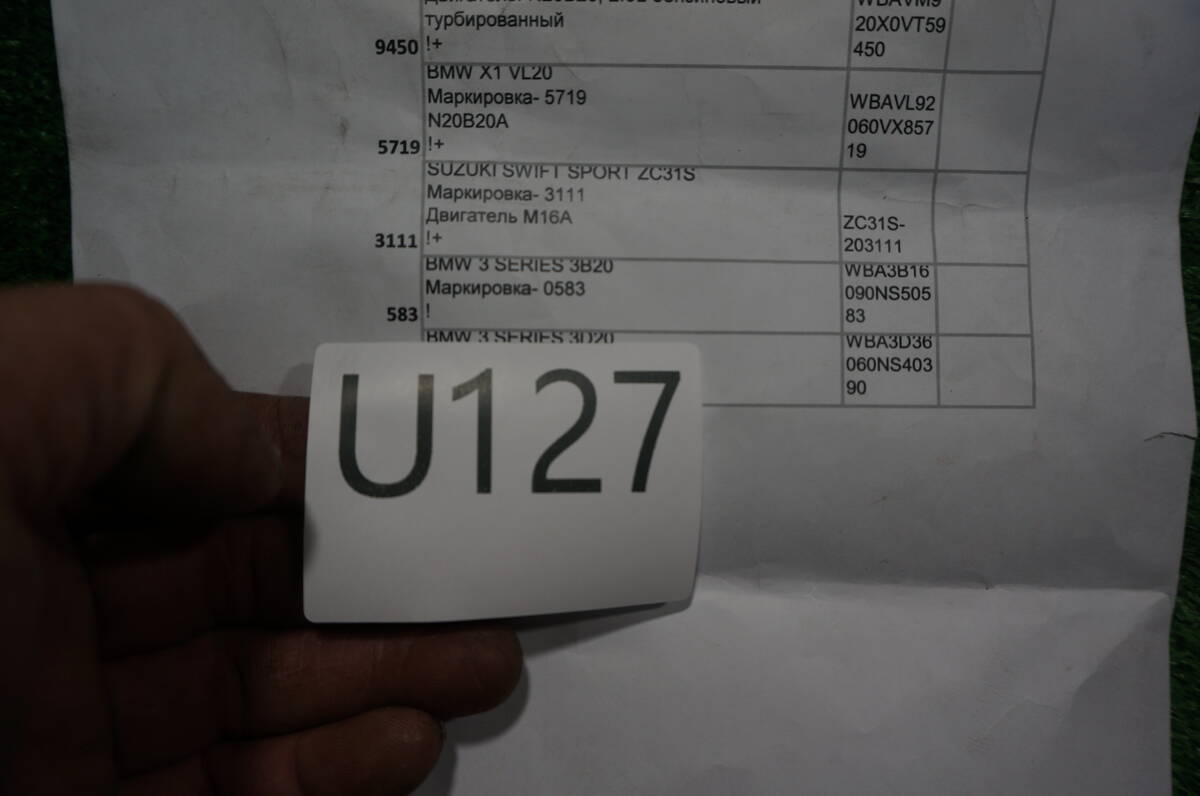 турбированный
9450 !+
20X0VT59
450
BMW X1 VL20
Маркировка- 5719
N20B20A
5719 !+
WBAVL92
060VX857
19
SUZUKI SWIFT SPORT ZC31S
Маркировка- 3111
Двигатель M16A
3111 !+
ZC31S-
203111
BMW 3 SERIES 3B20
Маркировка- 0583
583 !
WBA3B16
090NS505
83
BMW 3 SERIES 3D20
WBA3D36
060NS403
90
U127